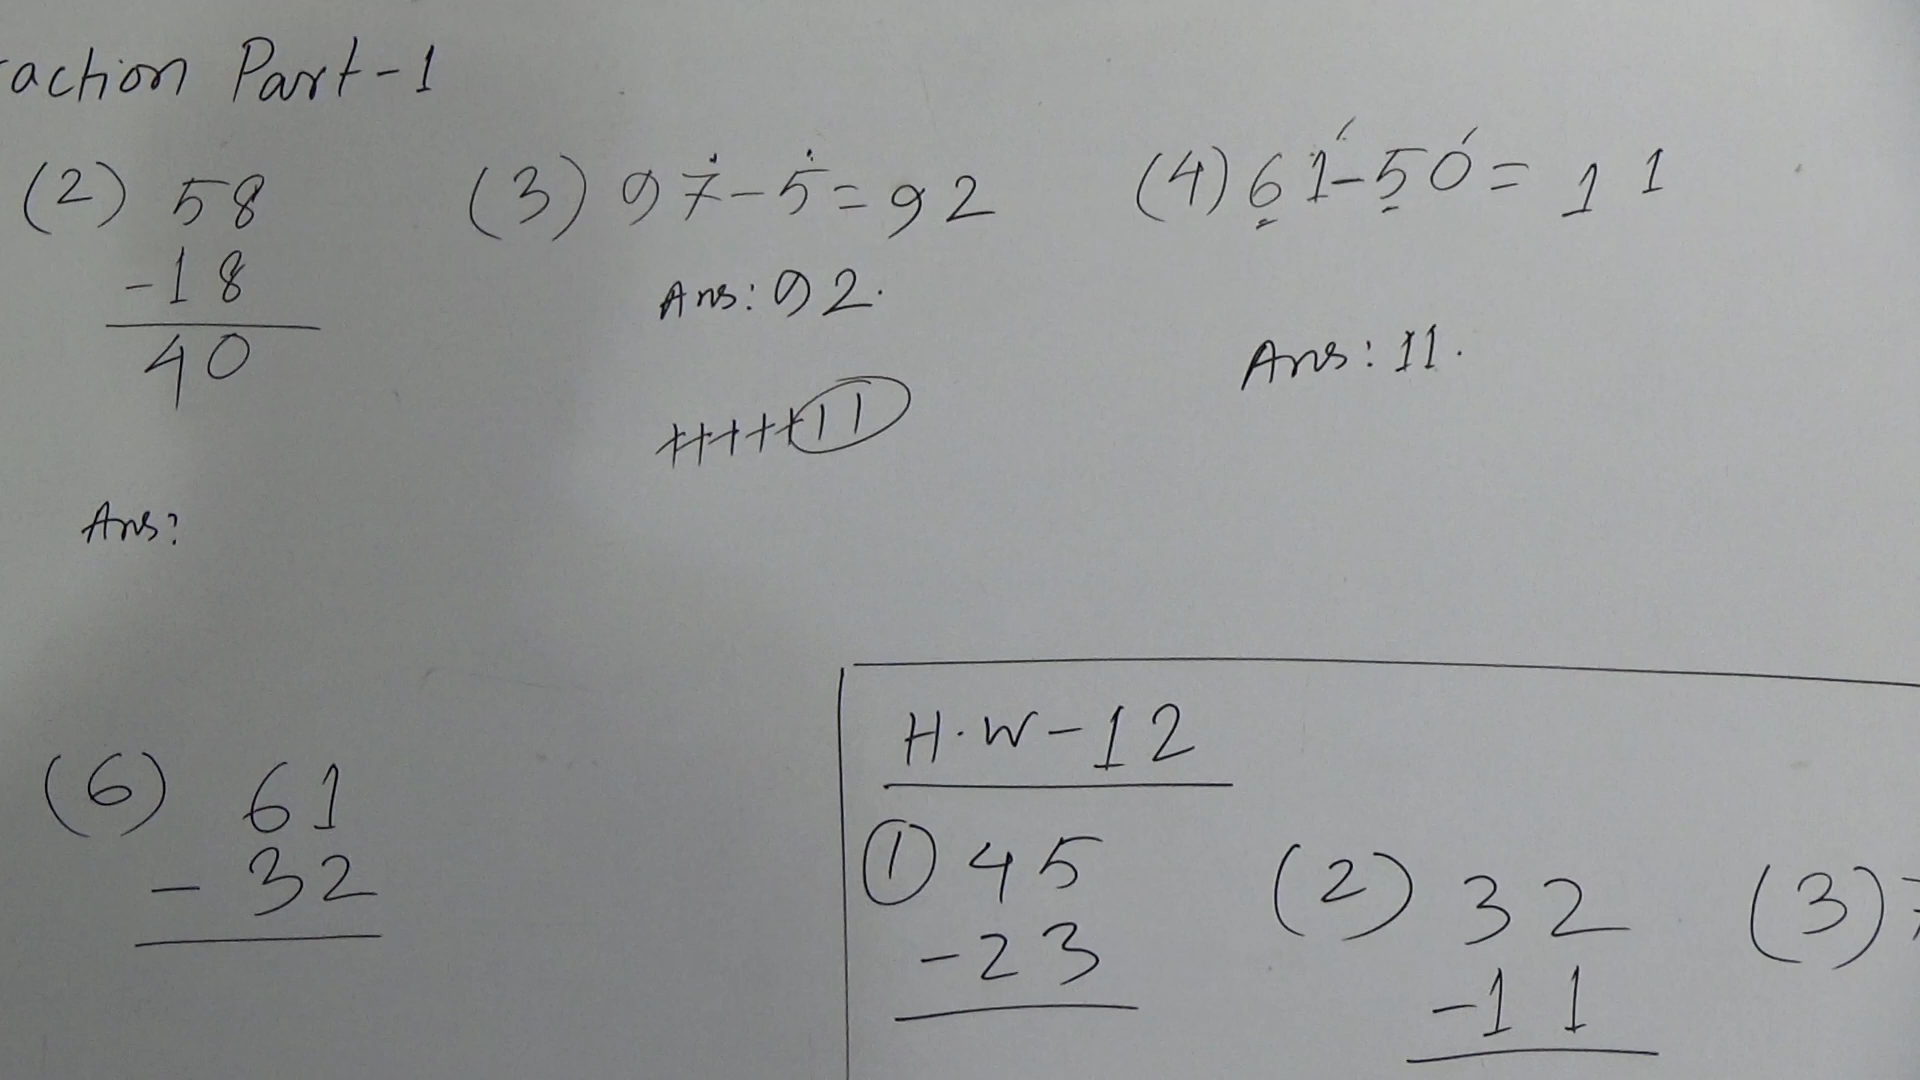 action Part-1
(2) 58
-18
40
Ans:
(3) 97-5=92
Ans: 92.
(4) 61-50= 11
Ans: 11.
(6) 61
- 32
H.W-12
1 45
-23
(2) 32
-11
(3)